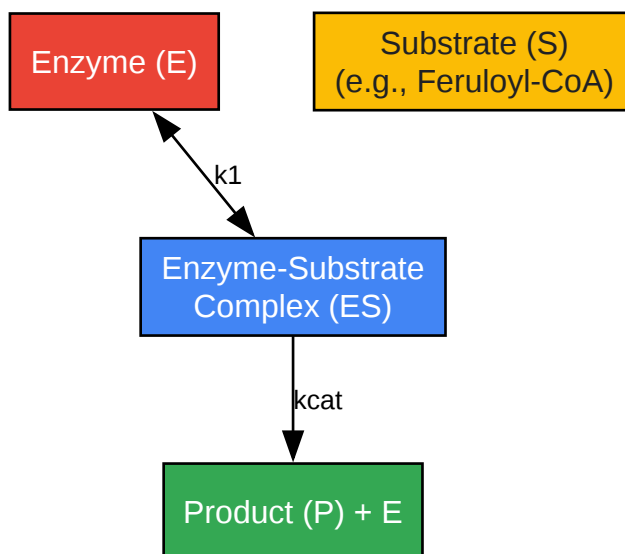 Enzyme (E)
Substrate (S)
(e.g., Feruloyl-CoA)
k1
Enzyme-Substrate
Complex (ES)
kcat
Product (P) + E